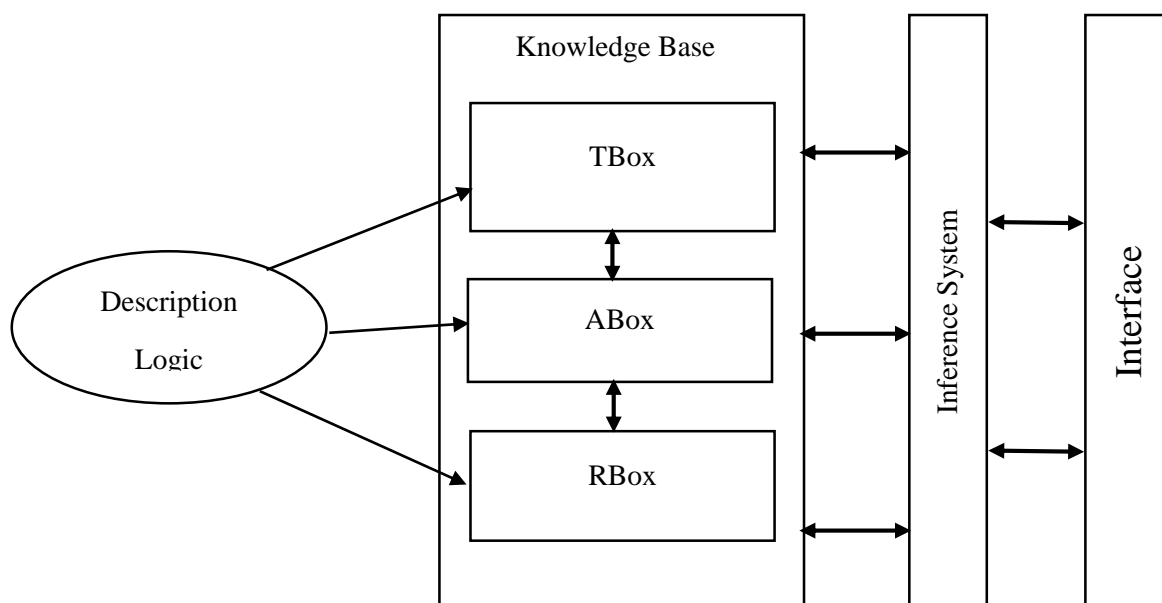 Knowledge Base
TBox
Description
Logic
ABox
RBox
Inference System
Interface